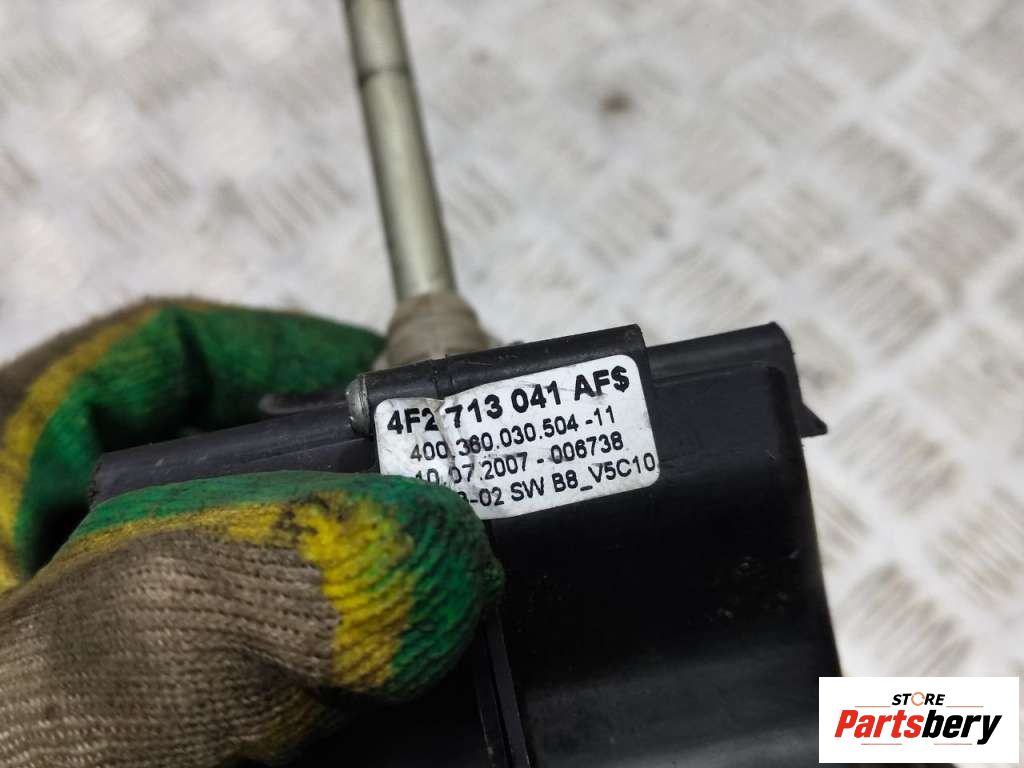 4F2 713 041 AF$
400.360.030.504 -11
10.07.2007 - 006738
-02 SW B8_V5C10
STORE
Partsbery